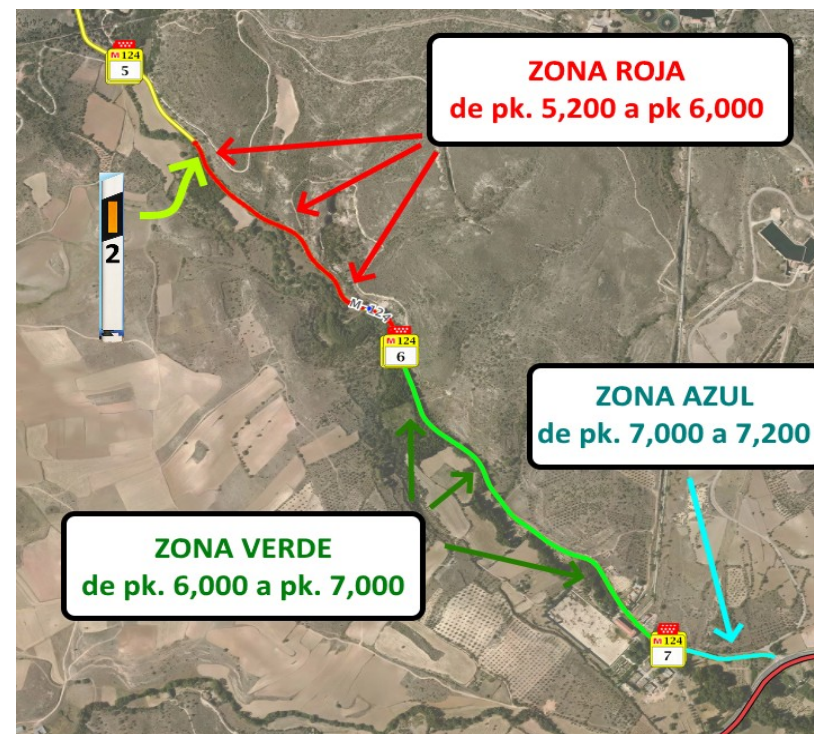 M 124
5
ZONA ROJA
de pk. 5,200 a pk 6,000
2
M-124
M 124
6
ZONA AZUL
de pk. 7,000 a 7,200
ZONA VERDE
de pk. 6,000 a pk. 7,000
M 124
7